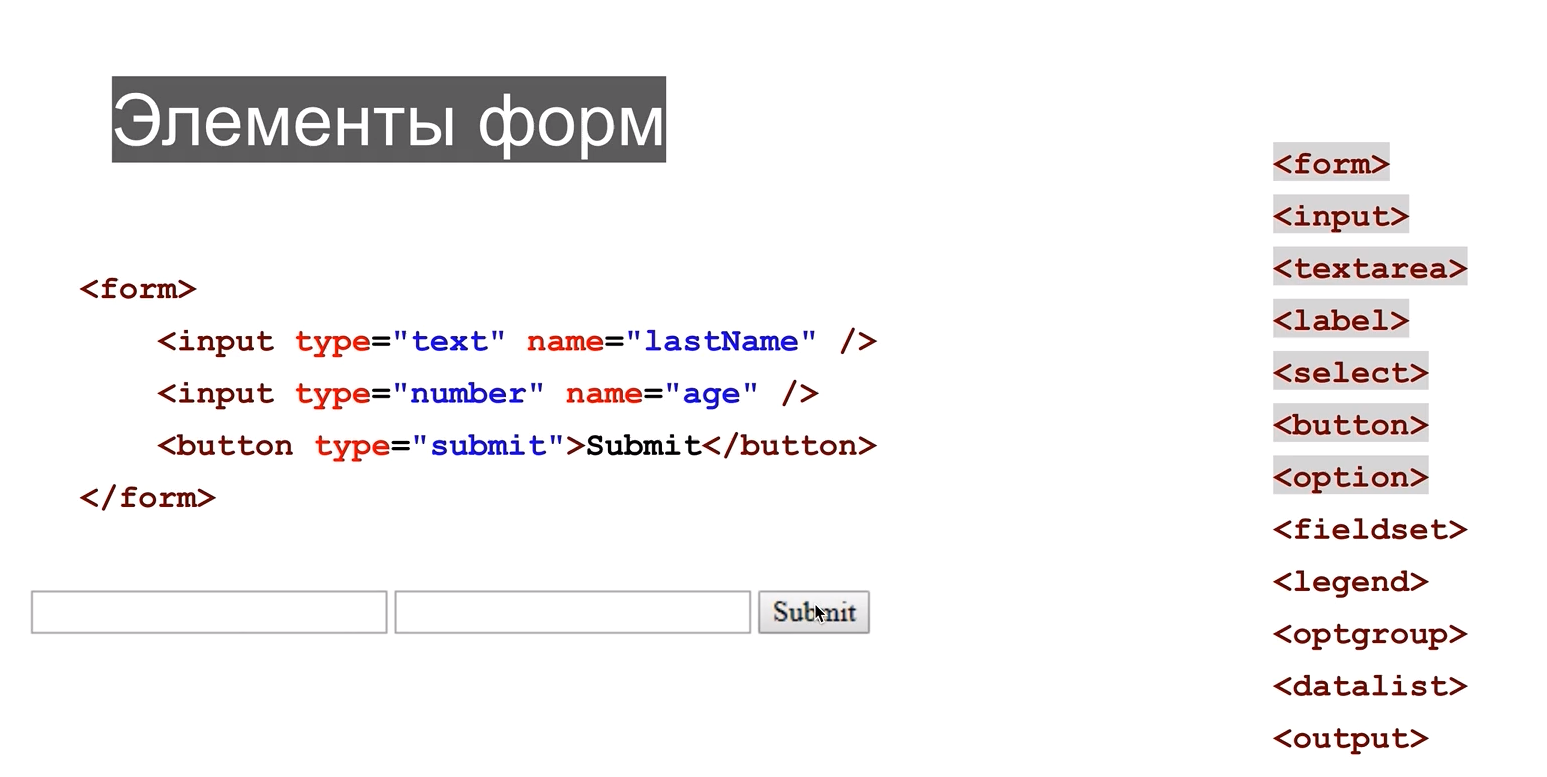 Элементы форм
<form>
<input type="text" name="lastName" />
<input type="number" name="age" />
<button type="submit">Submit</button>
</form>
Submit
<form>
<input>
<textarea>
<label>
<select>
<button>
<option>
<fieldset>
<legend>
<optgroup>
<datalist>
<output>